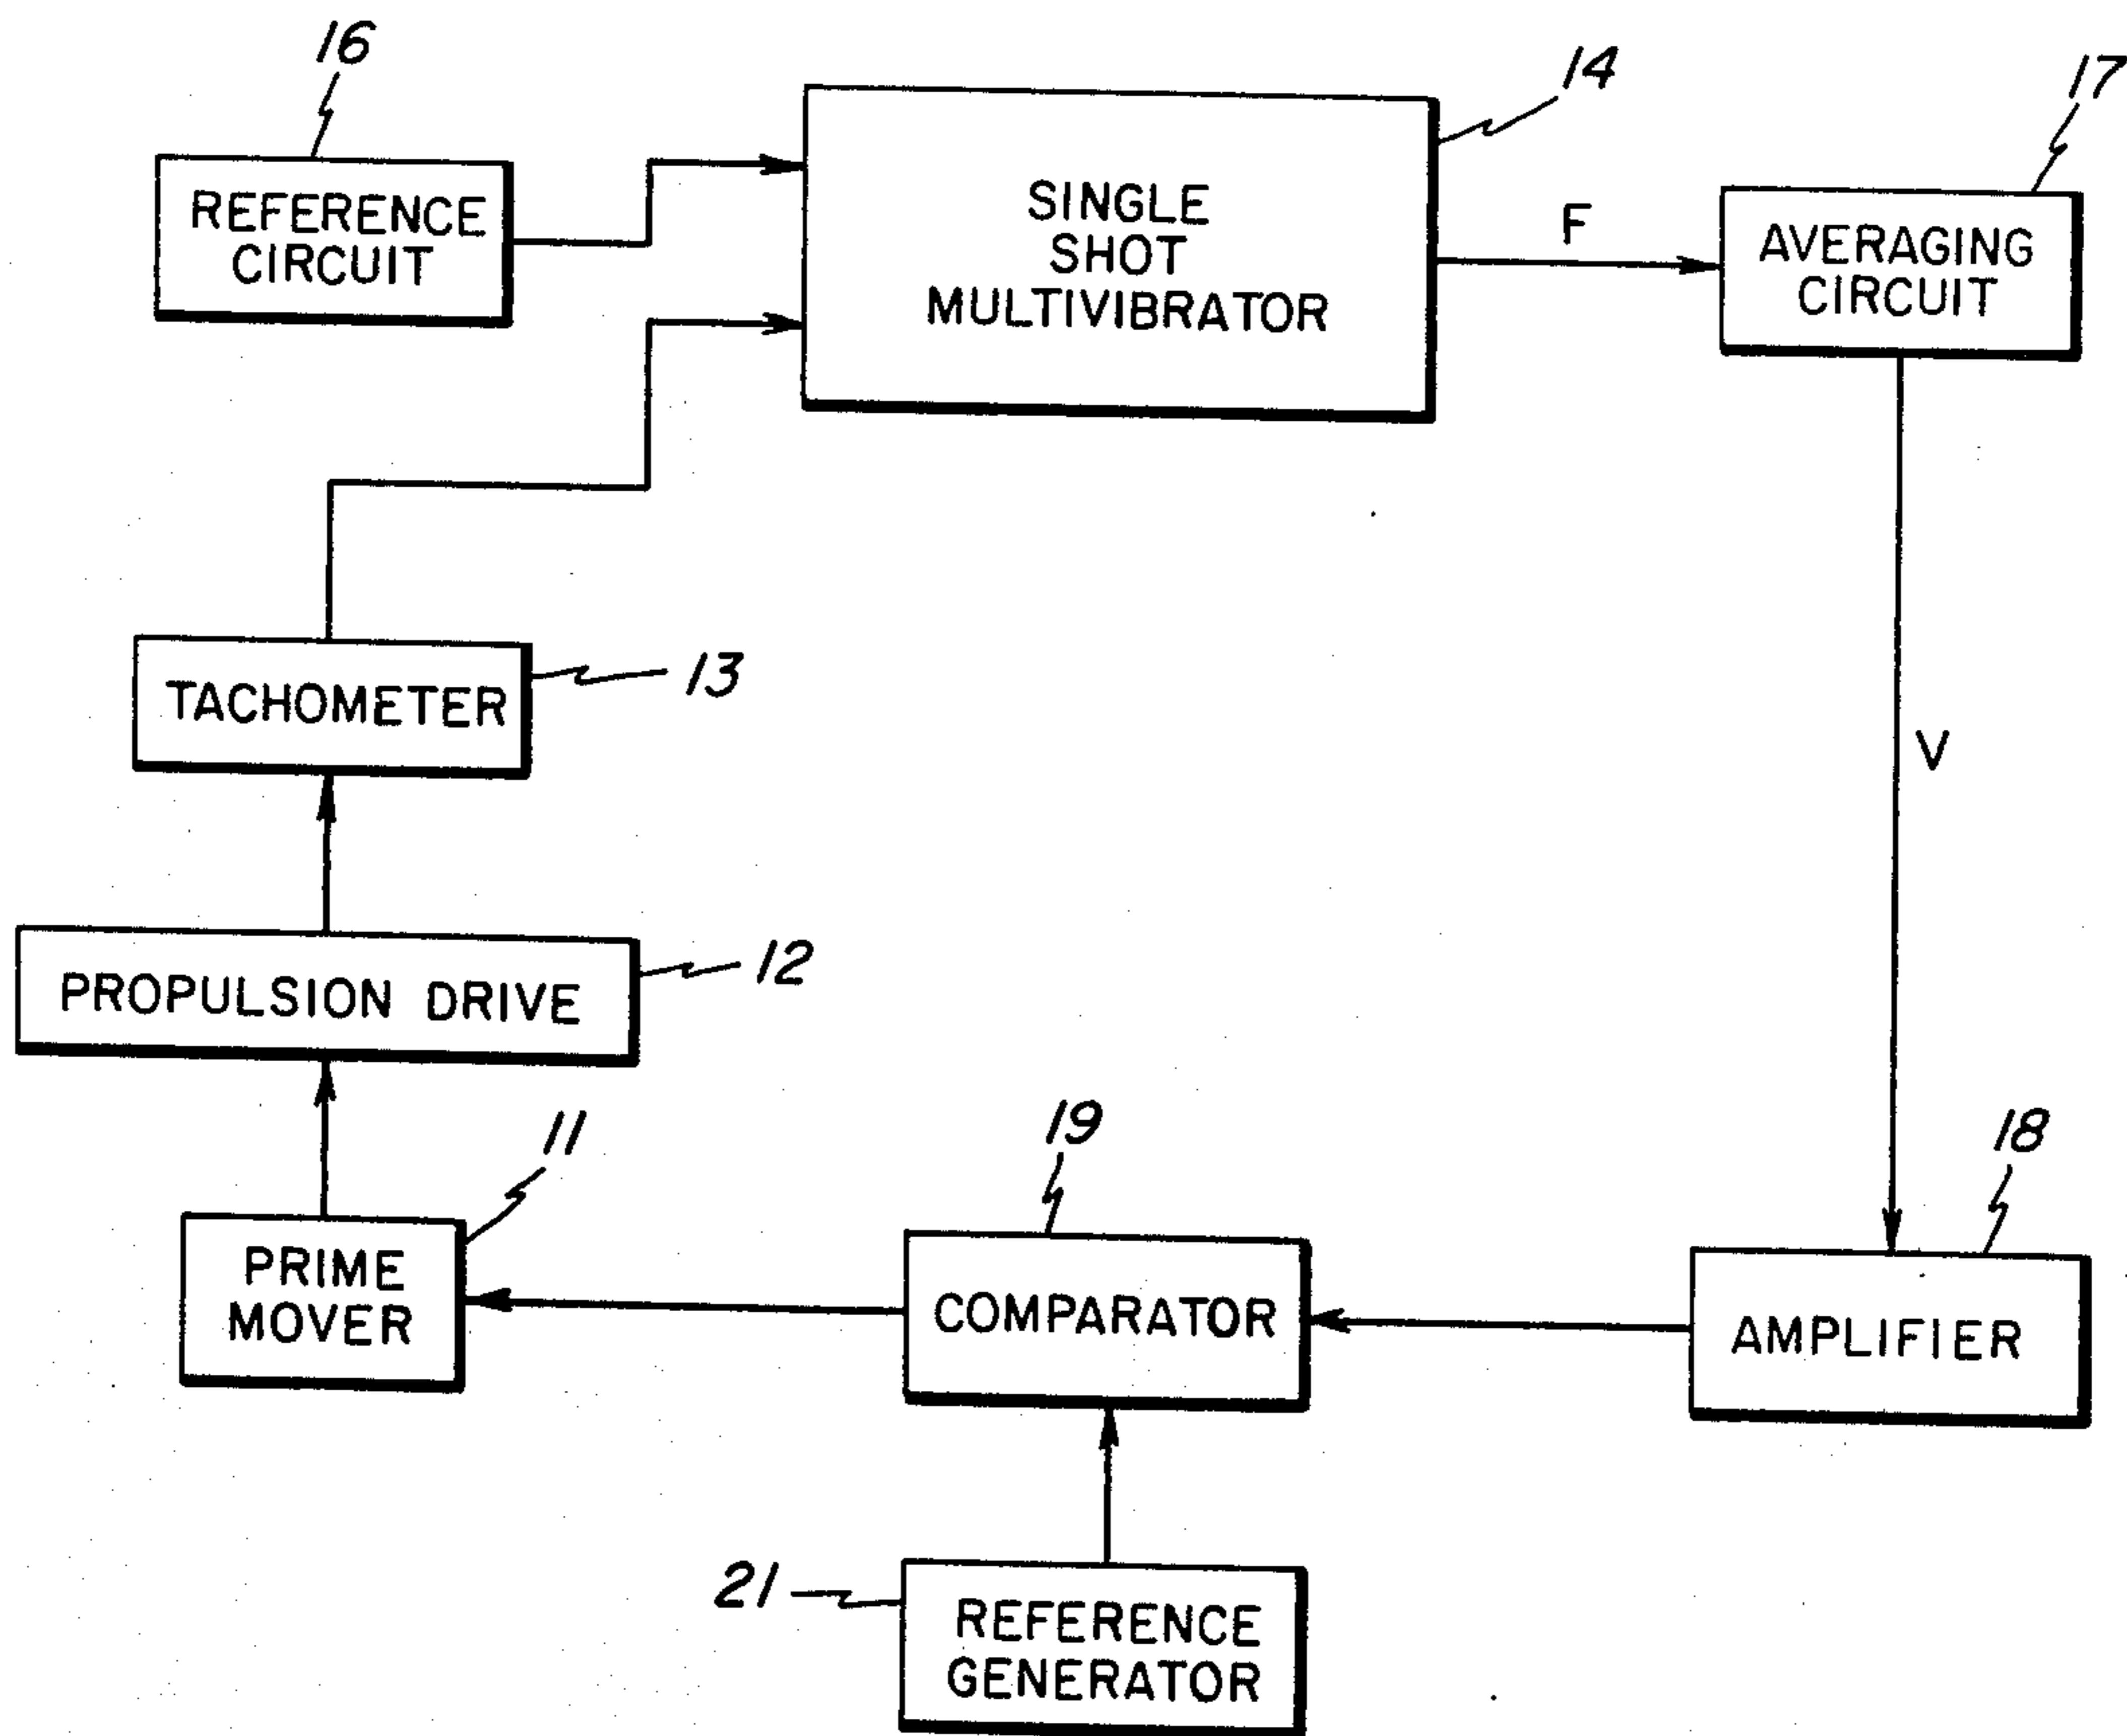 16
14
17
REFERENCE
CIRCUIT
SINGLE
SHOT
MULTIVIBRATOR
F
AVERAGING
CIRCUIT
TACHOMETER
13
V
PROPULSION DRIVE
12
11
19
18
PRIME
MOVER
COMPARATOR
AMPLIFIER
21
REFERENCE
GENERATOR